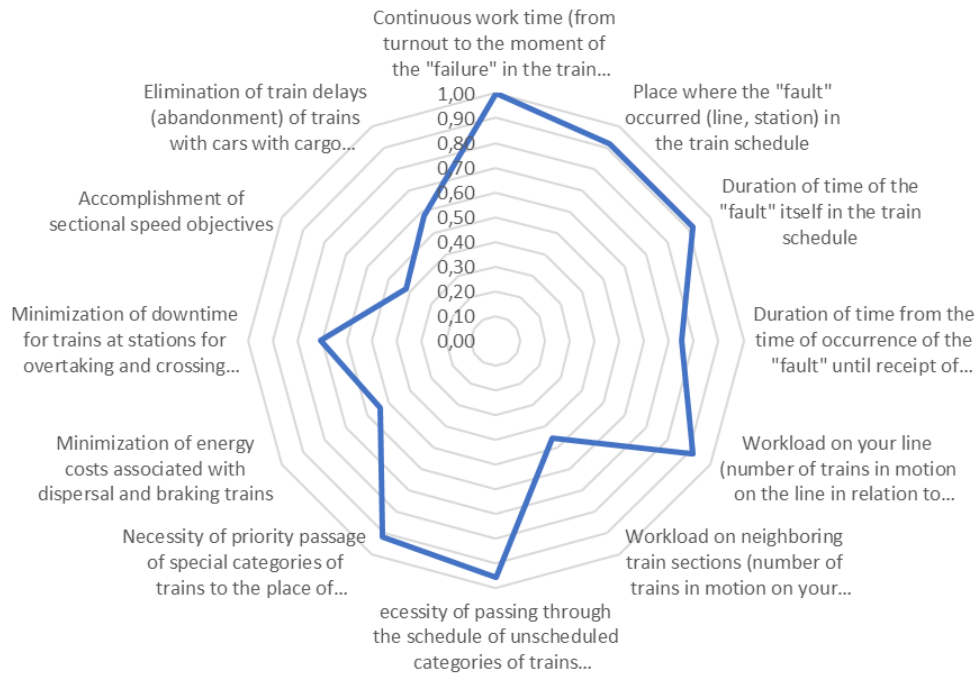 Continuous work time (from
turnout to the moment of
the "failure" in the train...
Elimination of train delays
(abandonment) of trains
with cars with cargo...
Place where the "fault"
occurred (line, station) in
the train schedule
Accomplishment of
sectional speed objectives
Duration of time of the
"fault" itself in the train
schedule
Minimization of downtime
for trains at stations for
overtaking and crossing...
Duration of time from the
time of occurrence of the
"fault" until receipt of...
Minimization of energy
costs associated with
dispersal and braking trains
Workload on your line
(number of trains in motion
on the line in relation to...
Necessity of priority passage
of special categories of
trains to the place of...
Workload on neighboring
train sections (number of
trains in motion on your...
ecessity of passing through
the schedule of unscheduled
categories of trains...
1,00
0,90
0,80
0,70
0,60
0,50
0,40
0,30
0,20
0,10
0,00